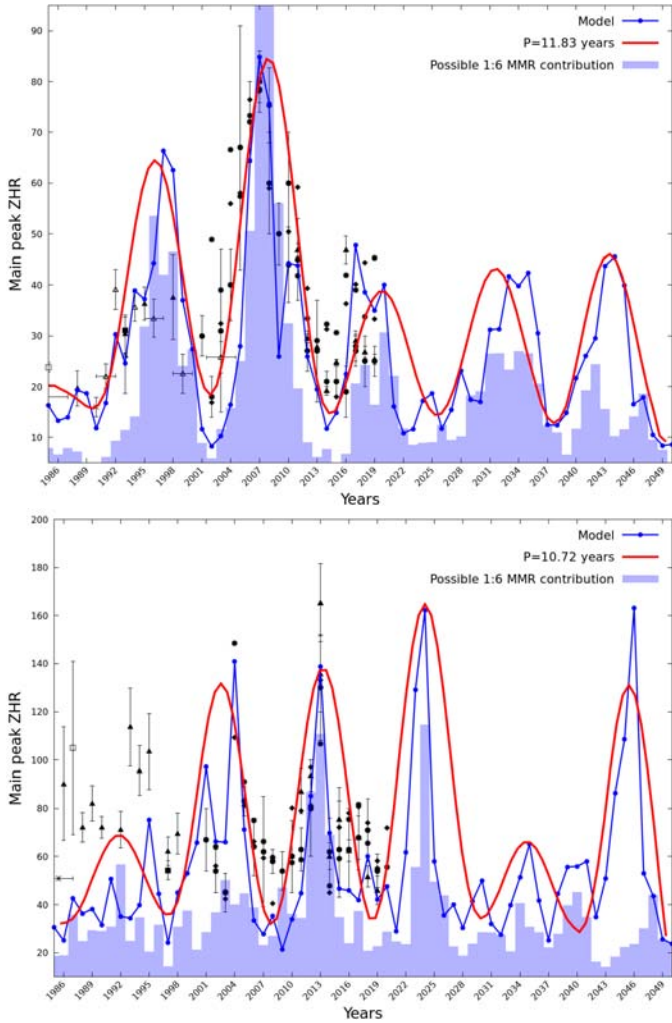 Main peak ZHR
90
80
70
60
50
40
30
20
10
Model
P=11.83 years
Possible 1:6 MMR contribution
1986 1989 1992 1995 1998 2001 2004 2007 2010 2013 2016 2019 2022 2025 2028 2031 2034 2037 2040 2043 2046 2049
Years
Main peak ZHR
200
180
160
140
120
100
80
60
40
20
Model
P=10.72 years
Possible 1:6 MMR contribution
1986 1989 1992 1995 1998 2001 2004 2007 2010 2013 2016 2019 2022 2025 2028 2031 2034 2037 2040 2043 2046 2049
Years